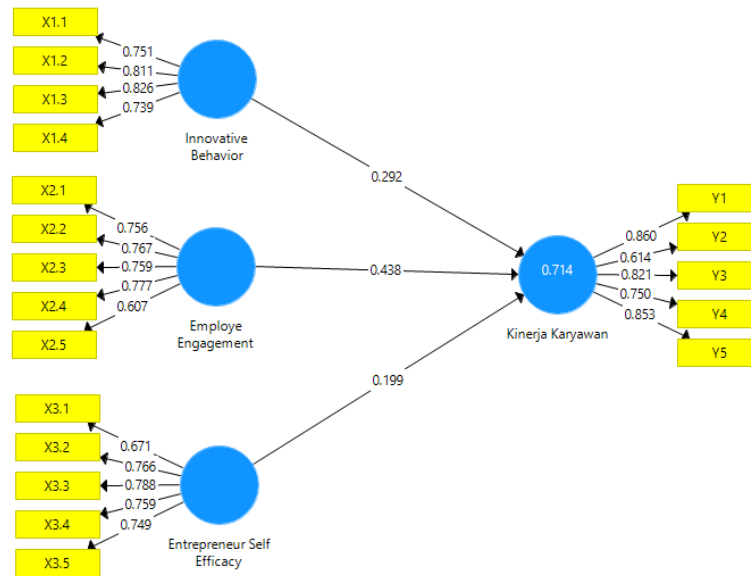 X1.1
X1.2
X1.3
X1.4
0.751
0.811
0.826
0.739
Innovative
Behavior
0.292
X2.1
X2.2
X2.3
X2.4
X2.5
0.756
0.767
0.759
0.777
0.607
Employe
Engagement
0.438
X3.1
X3.2
X3.3
X3.4
X3.5
0.671
0.766
0.788
0.759
0.749
Entrepreneur Self
Efficacy
0.199
0.714
Kinerja Karyawan
0.860
0.614
0.821
0.750
0.853
Y1
Y2
Y3
Y4
Y5